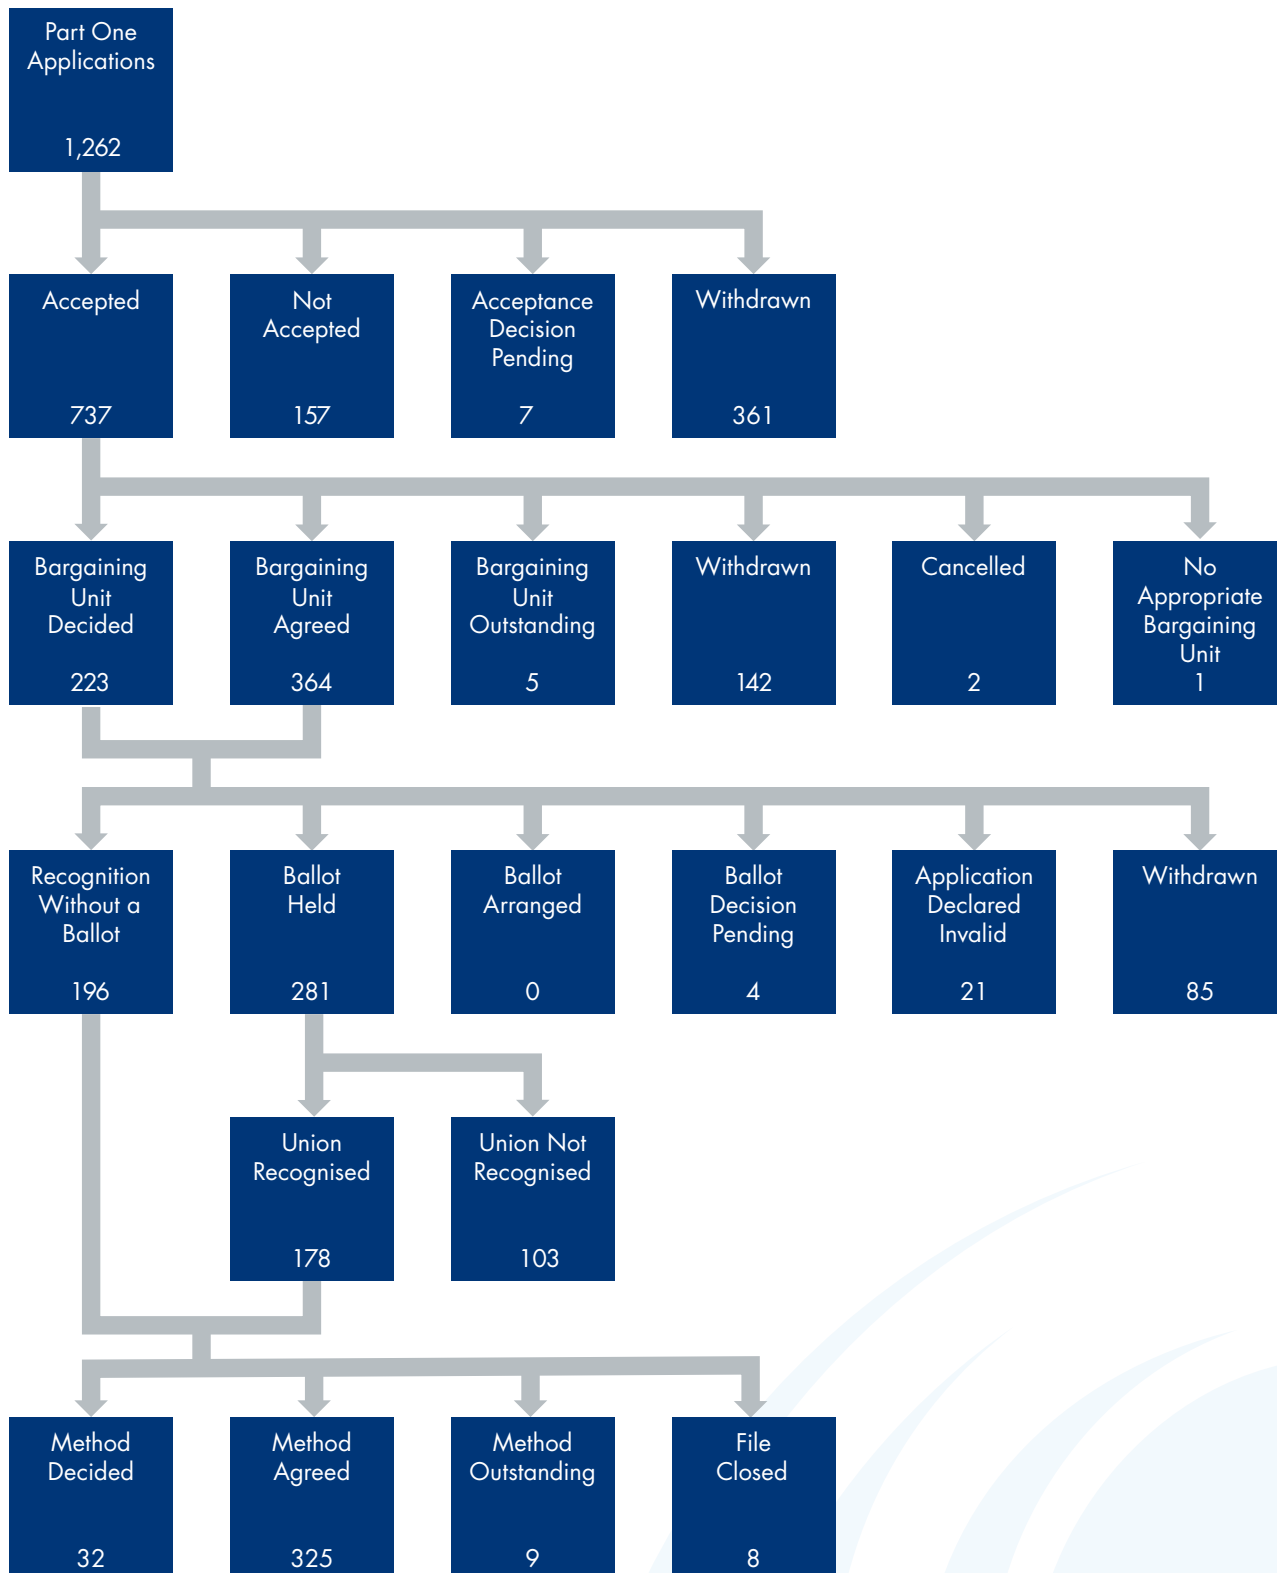 Part One
Applications
1,262
Accepted
737
Not
Accepted
157
Acceptance
Decision
Pending
7
Withdrawn
361
Bargaining
Unit
Decided
223
Bargaining
Unit
Agreed
364
Bargaining
Unit
Outstanding
5
Withdrawn
142
Cancelled
2
No
Appropriate
Bargaining
Unit
1
Recognition
Without a
Ballot
196
Ballot
Held
281
Ballot
Arranged
0
Ballot
Decision
Pending
4
Application
Declared
Invalid
21
Withdrawn
85
Union
Recognised
178
Union Not
Recognised
103
Method
Decided
32
Method
Agreed
325
Method
Outstanding
9
File
Closed
8